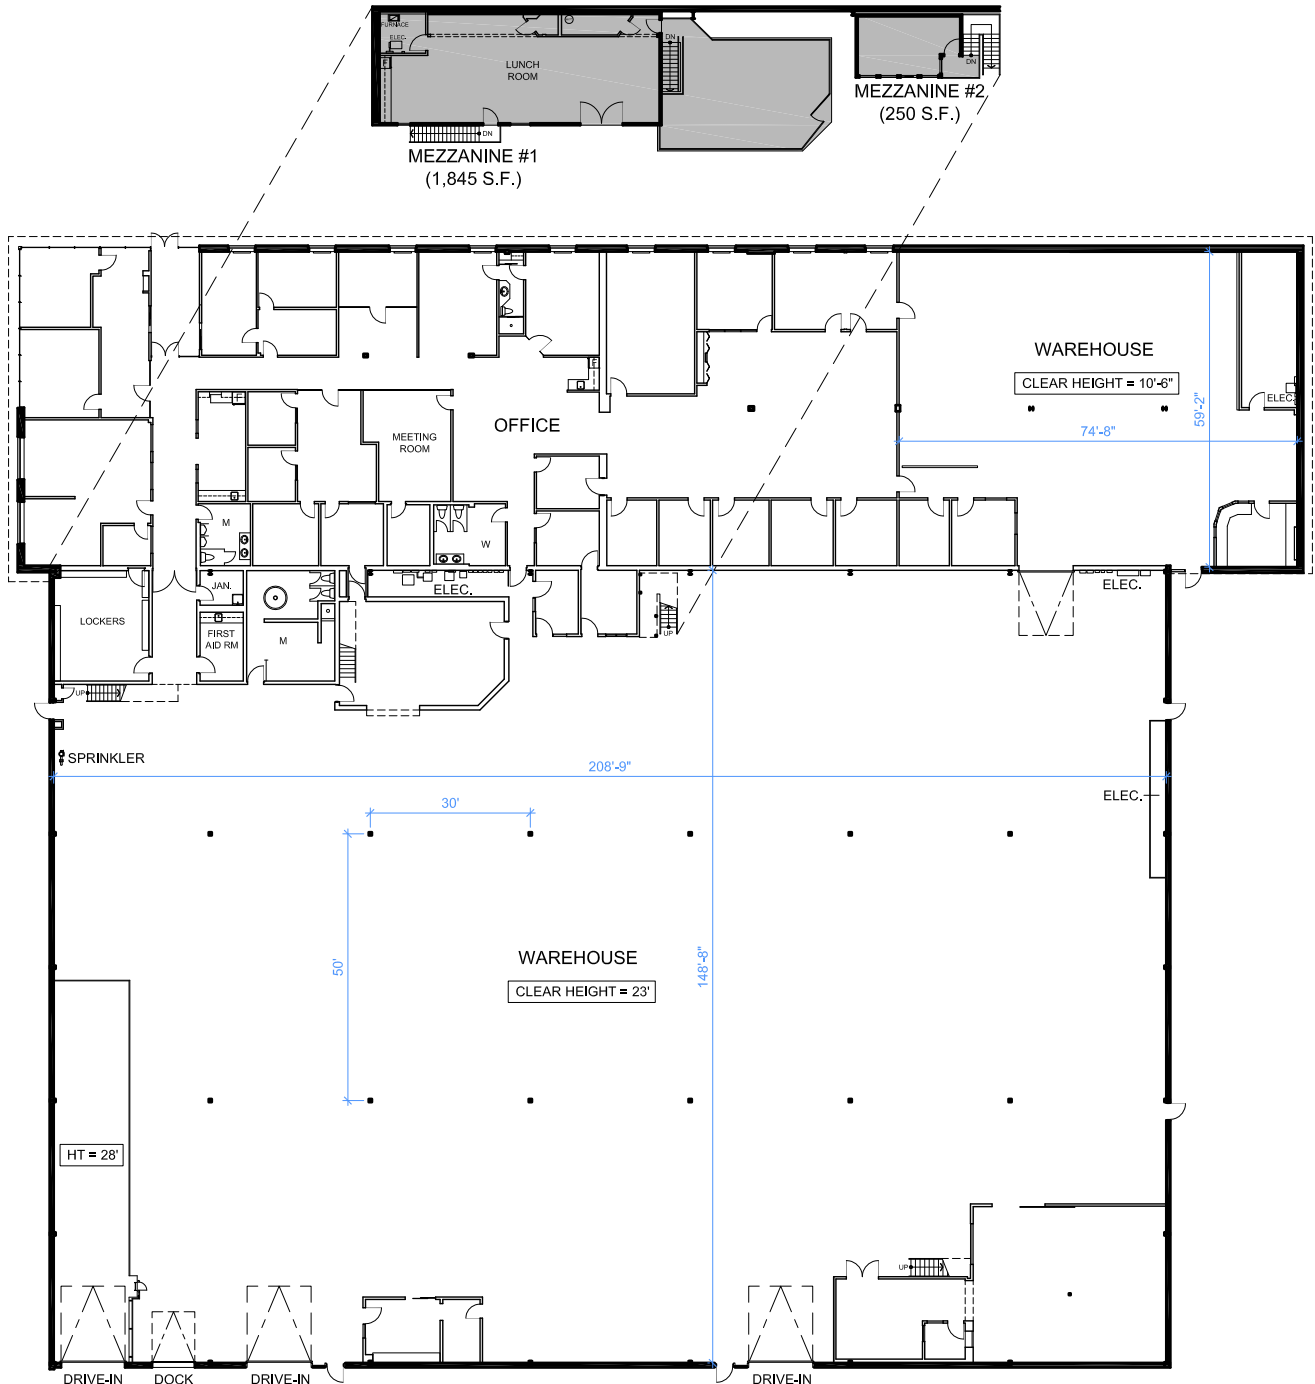 FURNACE
ELEC.
F
LUNCH
ROOM
DN
DN
DN
MEZZANINE #1
(1,845 S.F.)
MEZZANINE #2
(250 S.F.)
WAREHOUSE
CLEAR HEIGHT = 10'-6"
59'-2"
74'-8"
ELEC.
F
F
OFFICE
MEETING
ROOM
M
W
JAN.
ELEC.
ELEC.
LOCKERS
FIRST
AID RM
M
UP
UP
SPRINKLER
208'-9"
30'
ELEC.
50'
148'-8"
WAREHOUSE
CLEAR HEIGHT = 23'
HT = 28'
UP
DRIVE-IN
DOCK
DRIVE-IN
DRIVE-IN